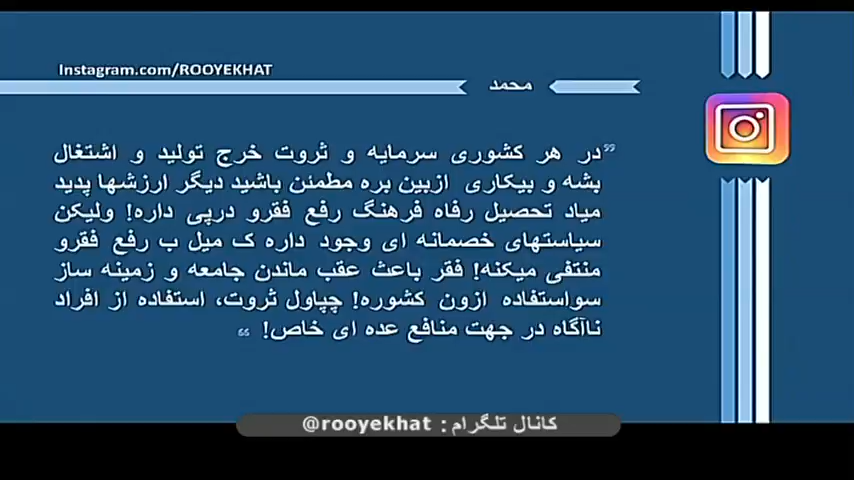 Instagram.com/ROOYEKHAT
محمد
"در هر کشوری سرمایه و ثروت خرج تولید و اشتغال
بشه و بیکاری ازبین بره مطمئن باشید دیگر ارزشها پدید
میاد تحصیل رفاه فرهنگ رفع فقرو درپی داره! ولیکن
سیاستهای خصمانه ای وجود داره ک میل ب رفع فقرو
منتفی میکنه! فقر باعث عقب ماندن جامعه و زمینه ساز
سواستفاده ازون کشوره! چپاول ثروت، استفاده از افراد
ناآگاه در جهت منافع عده ای خاص! "
کانال تلگرام : @rooyekhat